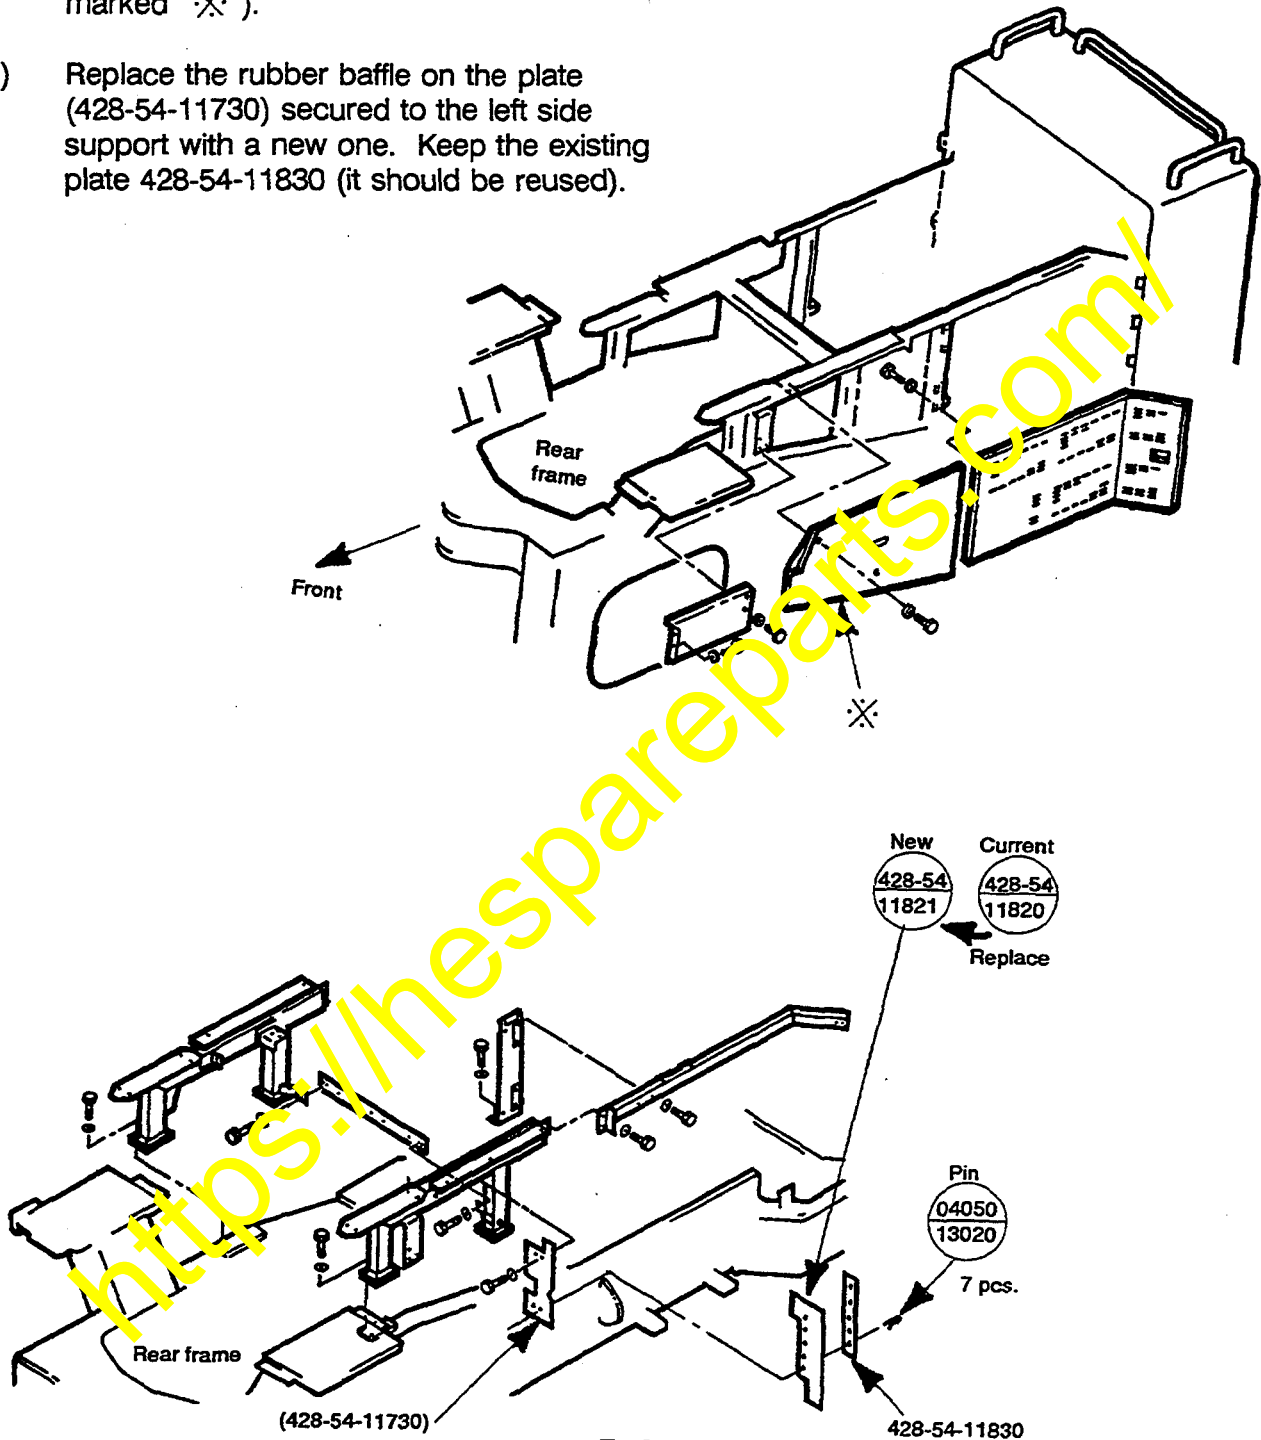 marked ※ ).
) Replace the rubber baffle on the plate
(428-54-11730) secured to the left side
support with a new one. Keep the existing
plate 428-54-11830 (it should be reused).
Rear
frame
Front
※
https://hespareparts.com/
New Current
428-54 428-54
11821 11820
Replace
Pin
04050
13020
7 pcs.
Rear frame
(428-54-11730)
428-54-11830